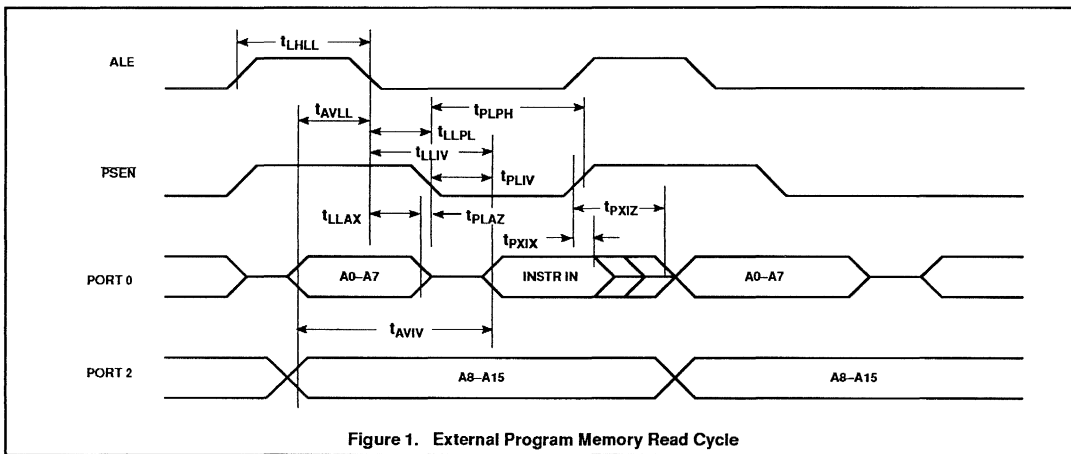 tLHLL
ALE
tAVLL
tPLPH
tLLPL
tLLIV
PSEN
tPLIV
tLLAX
tPLAZ
tPXIZ
tPXIX
PORT 0
A0–A7
INSTR IN
A0–A7
tAVIV
PORT 2
A8–A15
A8–A15
Figure 1. External Program Memory Read Cycle